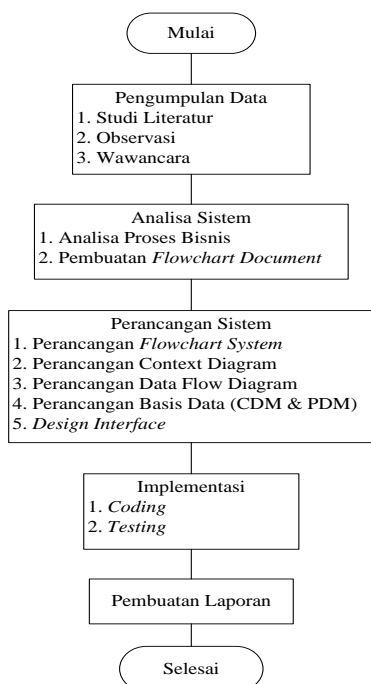 Mulai
Pengumpulan Data
1. Studi Literatur
2. Observasi
3. Wawancara
Analisa Sistem
1. Analisa Proses Bisnis
2. Pembuatan Flowchart Document
Perancangan Sistem
1. Perancangan Flowchart System
2. Perancangan Context Diagram
3. Perancangan Data Flow Diagram
4. Perancangan Basis Data (CDM & PDM)
5. Design Interface
Implementasi
1. Coding
2. Testing
Pembuatan Laporan
Selesai